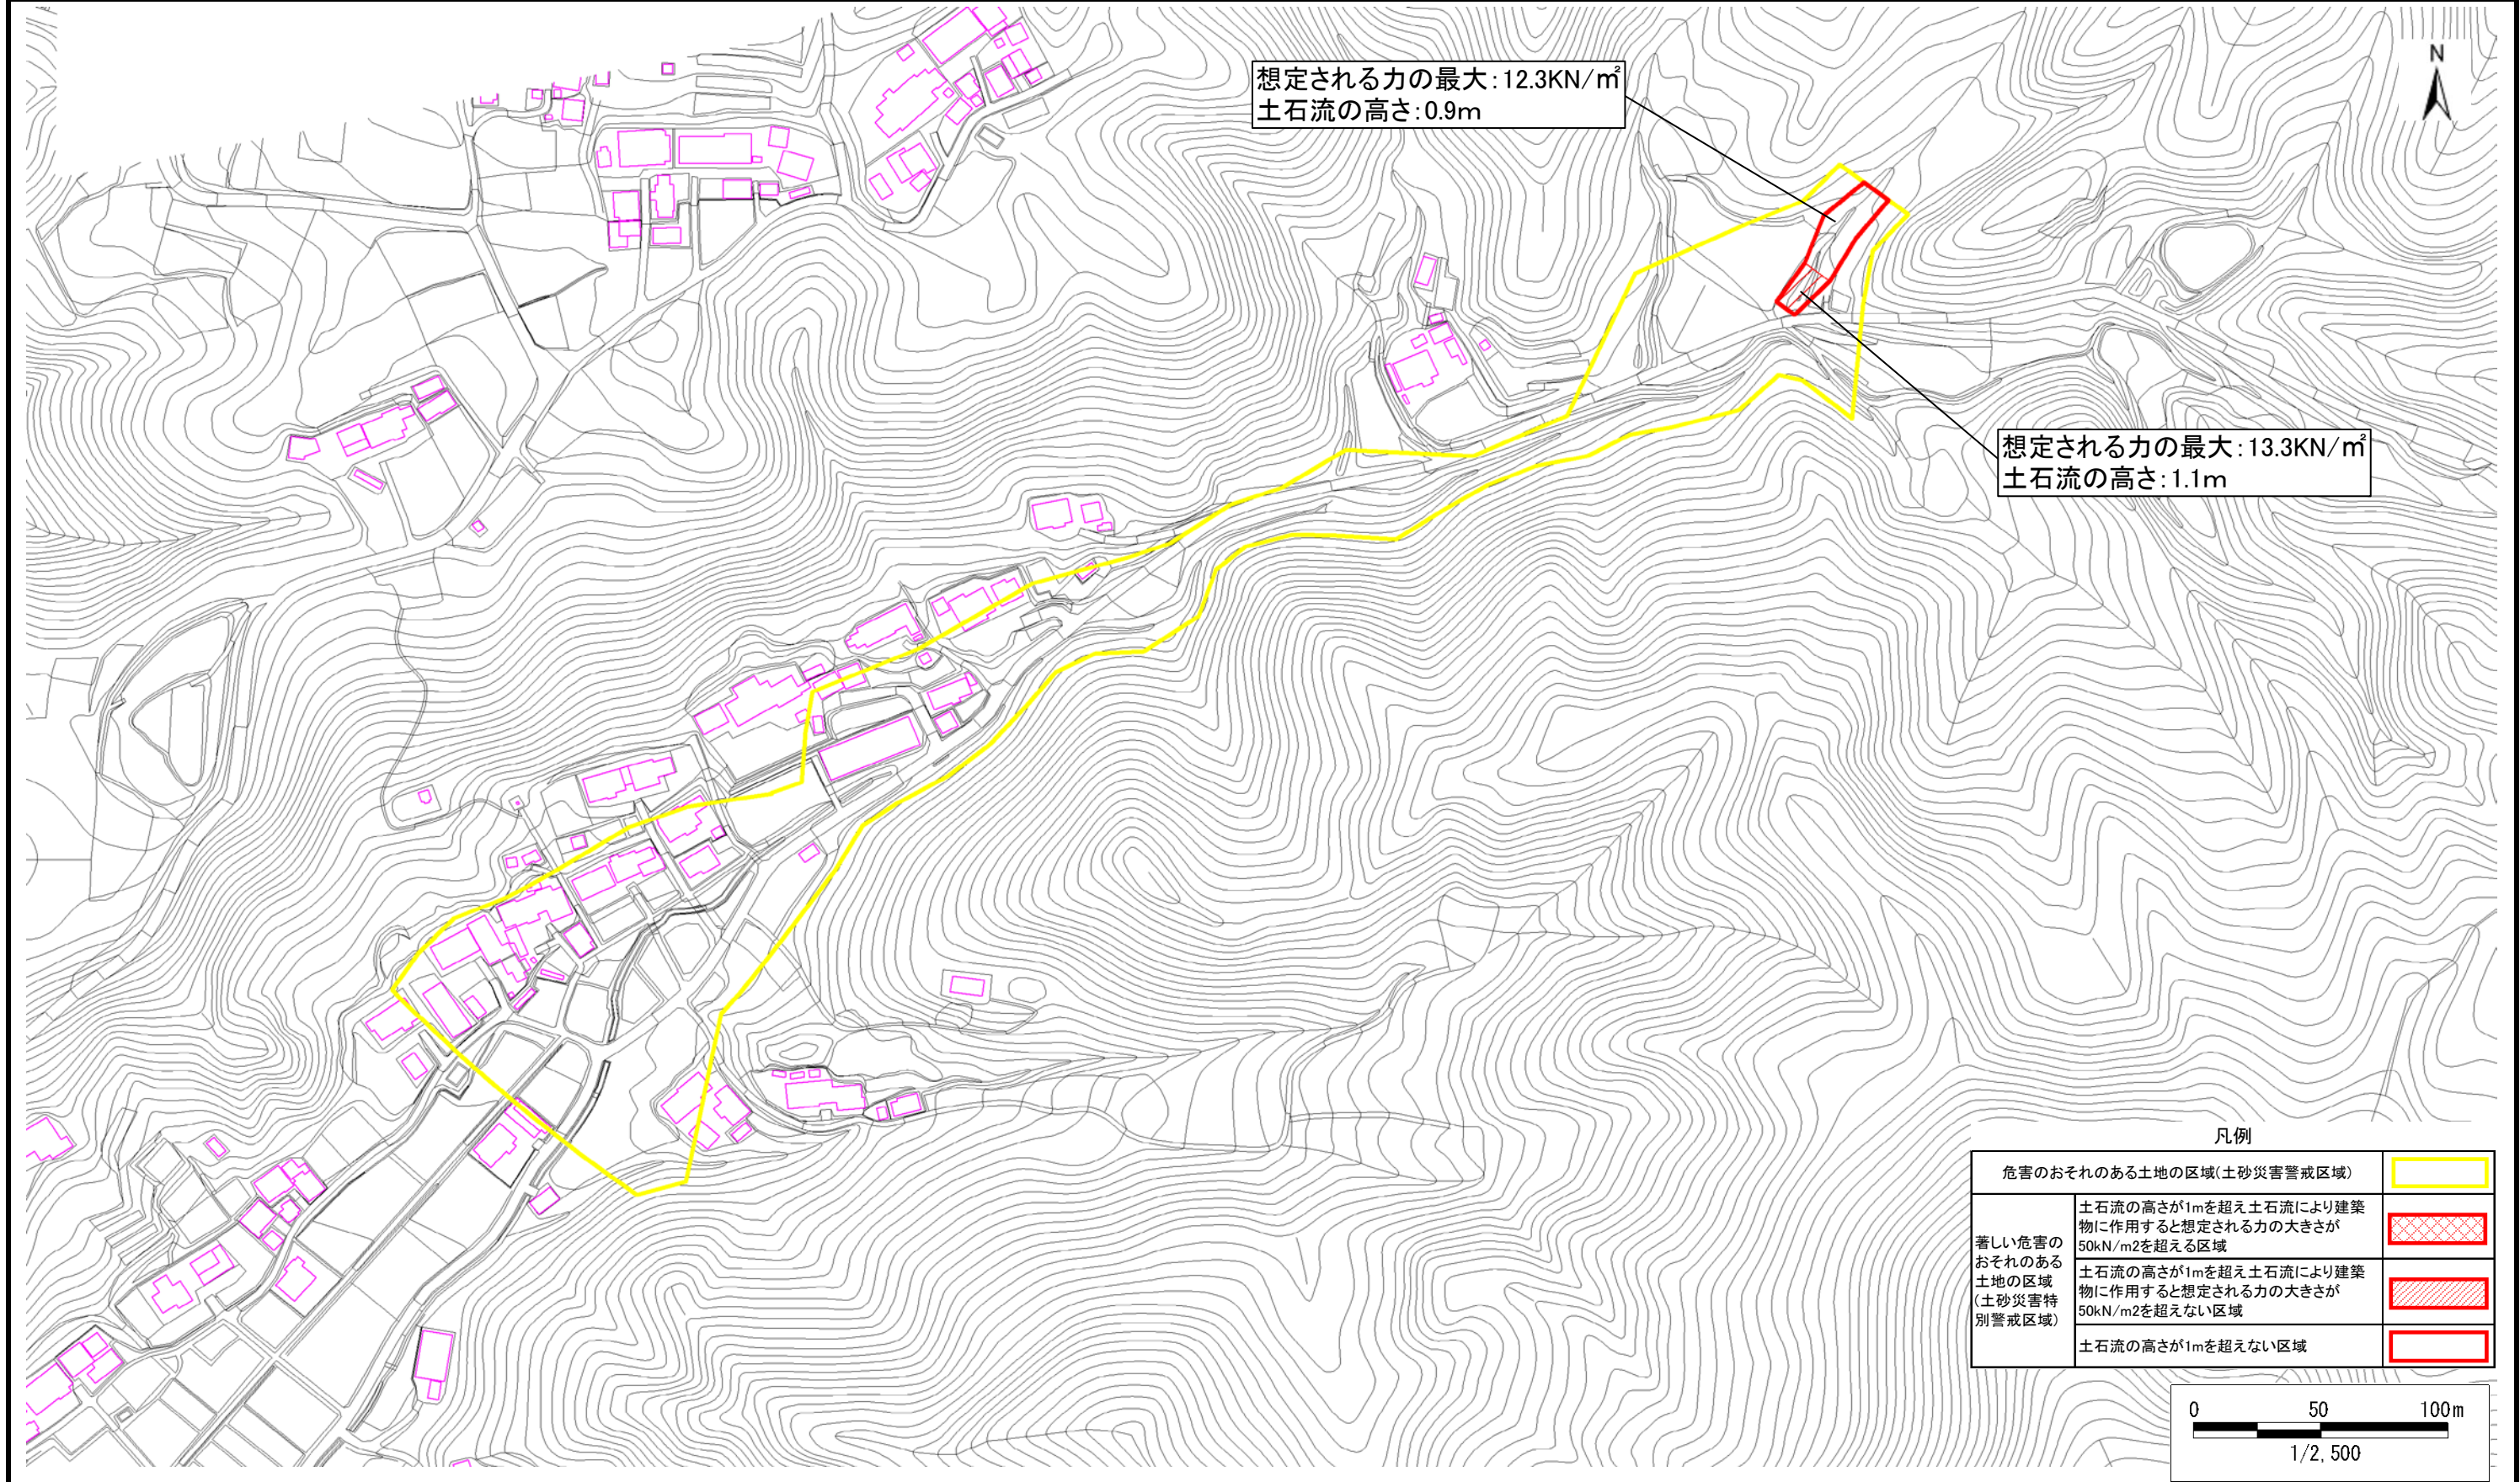 想定される力の最大:12.3KN/㎡
土石流の高さ:0.9m
N
想定される力の最大:13.3KN/㎡
土石流の高さ:1.1m
凡例
危害のおそれのある土地の区域(土砂災害警戒区域)
著しい危害の
おそれのある
土地の区域
(土砂災害特
別警戒区域)
土石流の高さが1mを超え土石流により建築
物に作用すると想定される力の大きさが
50kN/m2を超える区域
土石流の高さが1mを超え土石流により建築
物に作用すると想定される力の大きさが
50kN/m2を超えない区域
土石流の高さが1mを超えない区域
0 50 100m
1/2,500